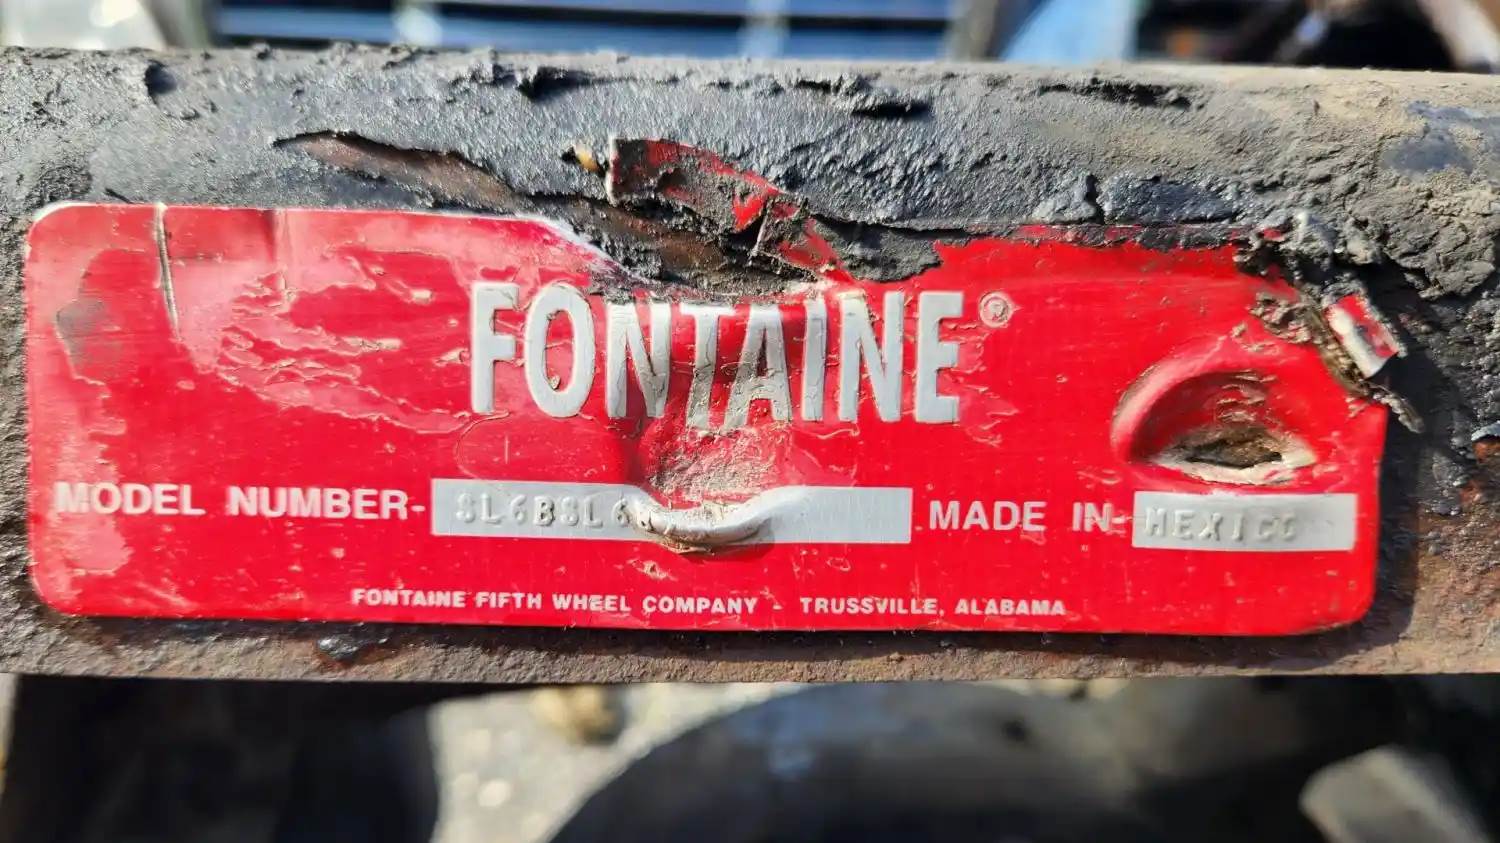 FONTAINE®
MODEL NUMBER- MADE IN- MEXICO
FONTAINE FIFTH WHEEL COMPANY - TRUSSVILLE, ALABAMA